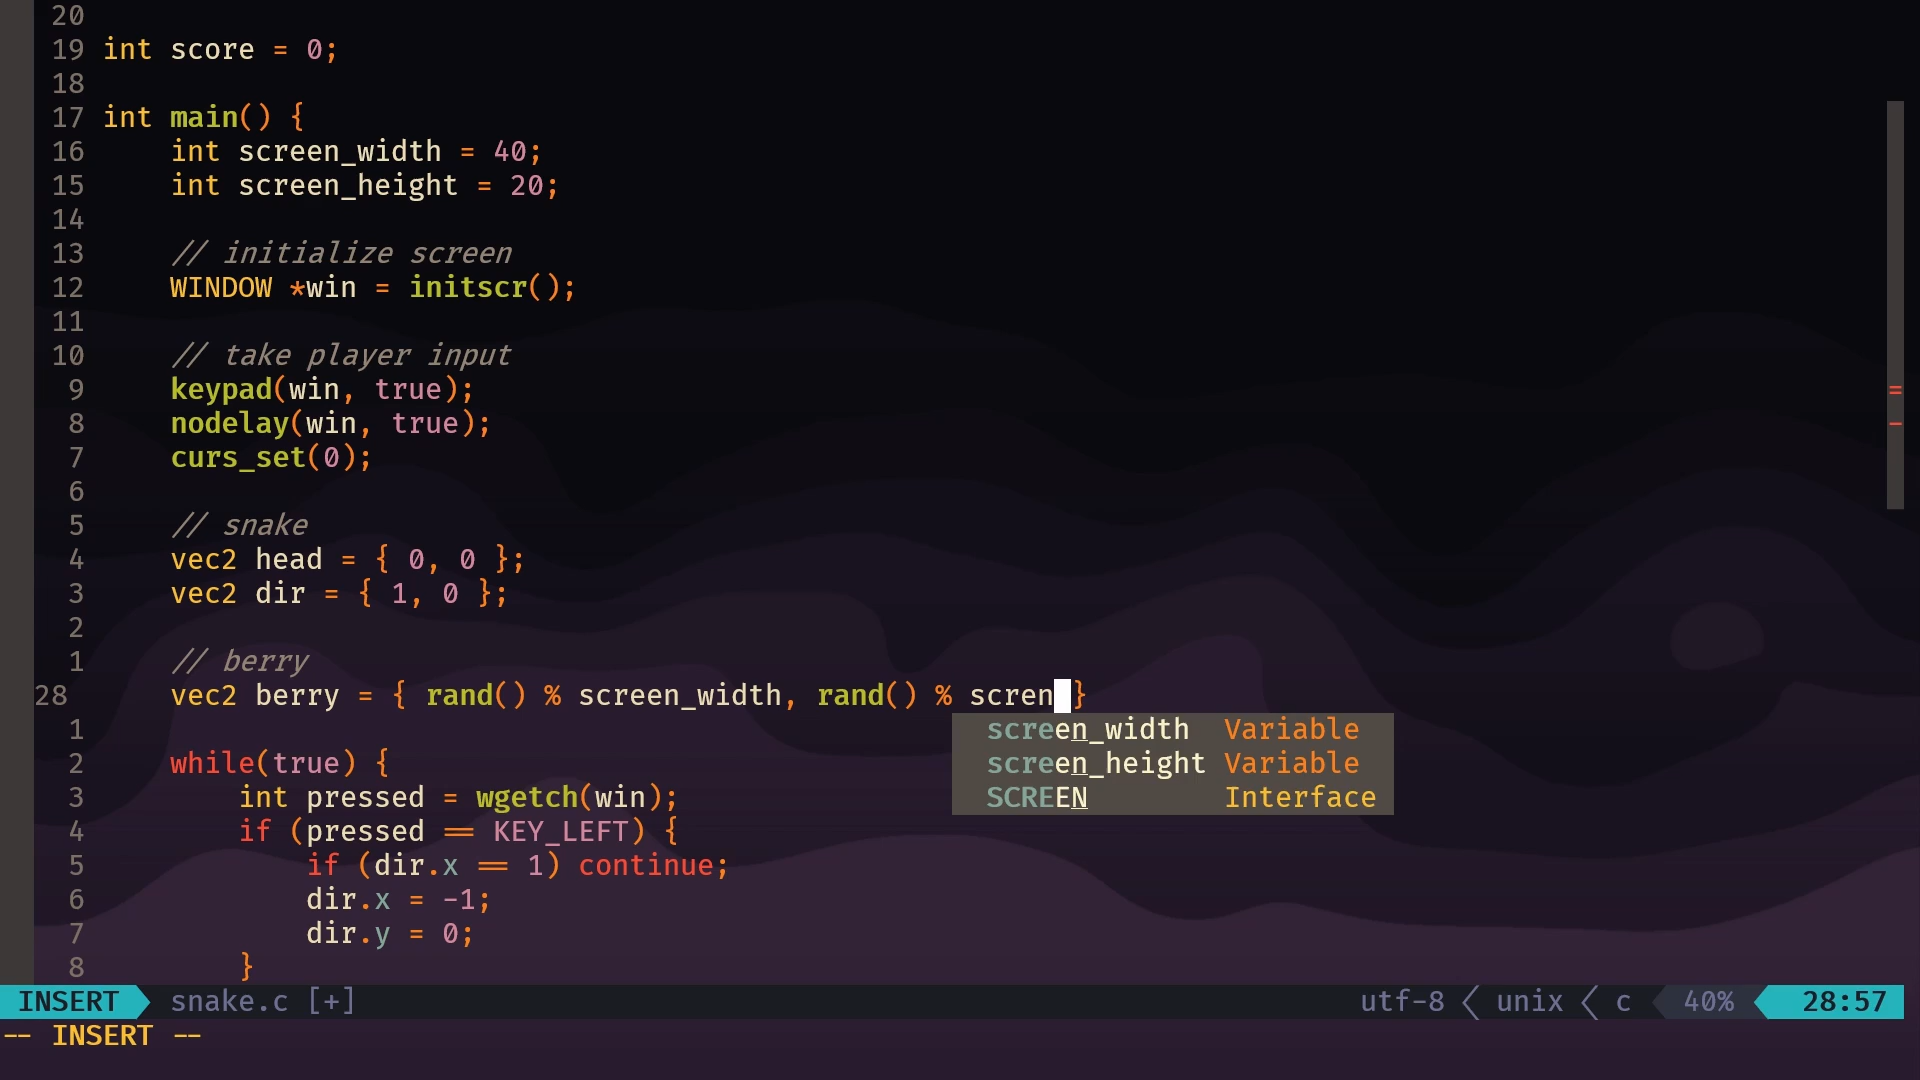 20
19 int score = 0;
18
17 int main() {
16     int screen_width = 40;
15     int screen_height = 20;
14
13     // initialize screen
12     WINDOW *win = initscr();
11
10     // take player input
9     keypad(win, true);
8     nodelay(win, true);
7     curs_set(0);
6
5     // snake
4     vec2 head = { 0, 0 };
3     vec2 dir = { 1, 0 };
2
1     // berry
28     vec2 berry = { rand() % screen_width, rand() % scren }
1     screen_width Variable
2     while(true) { screen_height Variable
3         int pressed = wgetch(win); SCREEN Interface
4         if (pressed == KEY_LEFT) {
5             if (dir.x == 1) continue;
6             dir.x = -1;
7             dir.y = 0;
8         }
INSERT snake.c [+] utf-8 unix c 40% 28:57
-- INSERT --